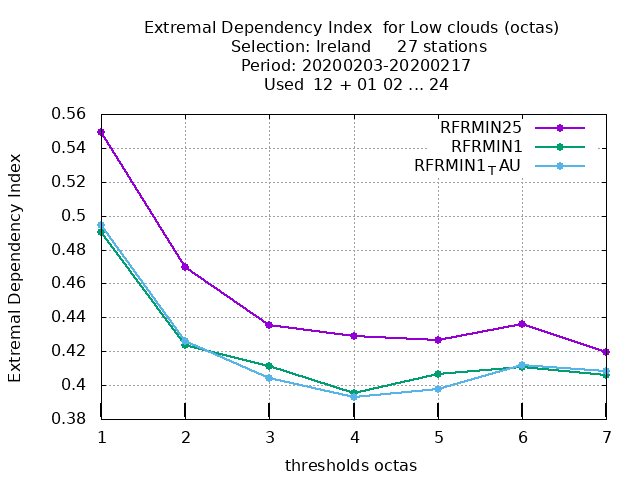 Extremal Dependency Index  for Low clouds (octas)
Selection: Ireland     27 stations
Period: 20200203-20200217
Used  12 + 01 02 ... 24
RFRMIN25
RFRMIN1
RFRMIN1TAU
Extremal Dependency Index
0.56
0.54
0.52
0.5
0.48
0.46
0.44
0.42
0.4
0.38
1 2 3 4 5 6 7
thresholds octas